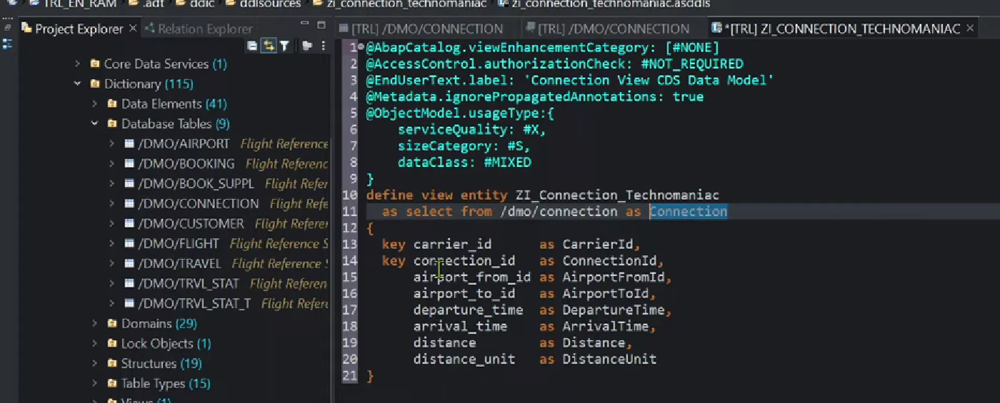 TRL_EN_RAM > .adt > ddic > ddlsources > zi_connection_technomaniac > zi_connection_technomaniac.asddls
Project Explorer
Relation Explorer
Core Data Services (1)
Dictionary (115)
Data Elements (41)
Database Tables (9)
/DMO/AIRPORT Flight Reference
/DMO/BOOKING Flight Referenc
/DMO/BOOK_SUPPL Flight Refe
/DMO/CONNECTION Flight Re
/DMO/CUSTOMER Flight Refere
/DMO/FLIGHT Flight Reference S
/DMO/TRAVEL Flight Reference S
/DMO/TRVL_STAT Flight Refere
/DMO/TRVL_STAT_T Flight Refe
Domains (29)
Lock Objects (1)
Structures (19)
Table Types (15)
Views (1)
[TRL] /DMO/CONNECTION
[TRL] /DMO/CONNECTION
*[TRL] ZI_CONNECTION_TECHNOMANIAC
1 @AbapCatalog.viewEnhancementCategory: [#NONE]
2 @AccessControl.authorizationCheck: #NOT_REQUIRED
3 @EndUserText.label: 'Connection View CDS Data Model'
4 @Metadata.ignorePropagatedAnnotations: true
5 @ObjectModel.usageType:{
6 serviceQuality: #X,
7 sizeCategory: #S,
8 dataClass: #MIXED
9 }
10 define view entity ZI_Connection_Technomaniac
11 as select from /dmo/connection as Connection
12 {
13 key carrier_id as CarrierId,
14 key connection_id as ConnectionId,
15 airport_from_id as AirportFromId,
16 airport_to_id as AirportToId,
17 departure_time as DepartureTime,
18 arrival_time as ArrivalTime,
19 distance as Distance,
20 distance_unit as DistanceUnit
21 }